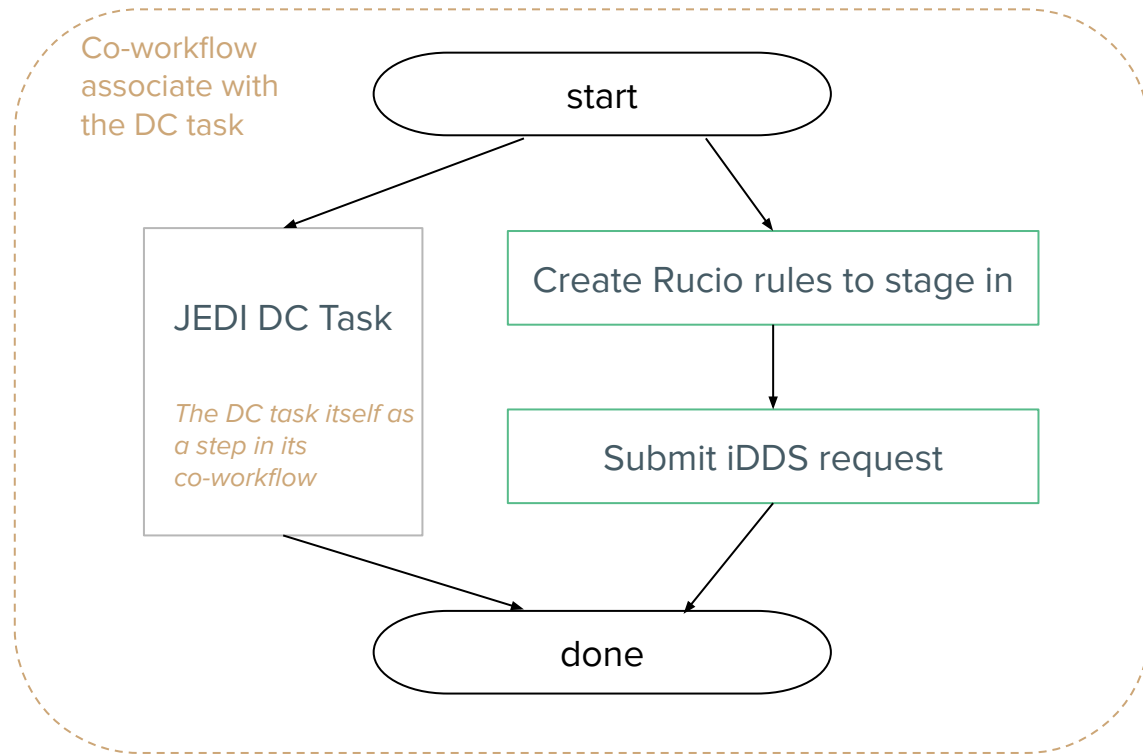 Co-workflow
associate with
the DC task
start
JEDI DC Task
The DC task itself as
a step in its
co-workflow
Create Rucio rules to stage in
Submit iDDS request
done